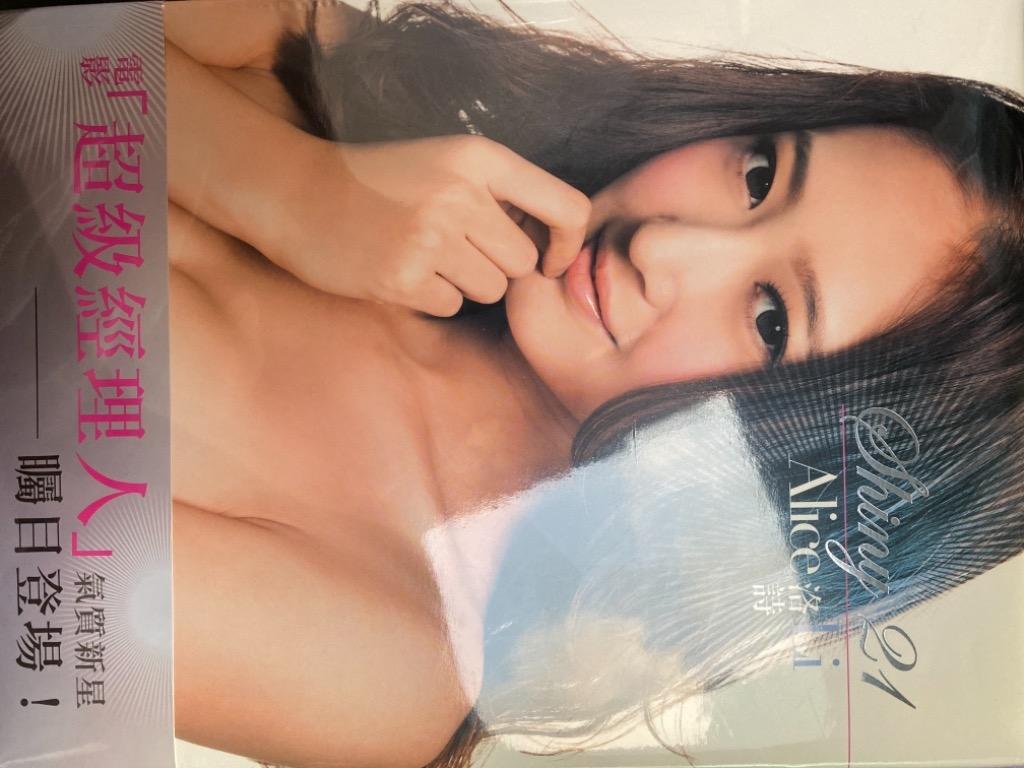 Shiny 21
Alice 洛詩
電影「超級經理人」氣質新星
矚目登場！